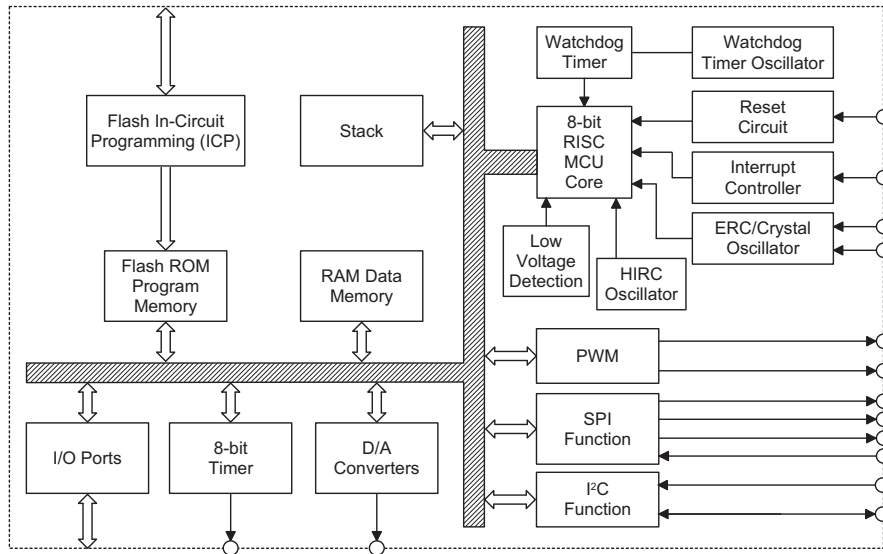 Watchdog
Timer
Watchdog
Timer Oscillator
Flash In-Circuit
Programming (ICP)
Stack
8-bit
RISC
MCU
Core
Reset
Circuit
Interrupt
Controller
ERC/Crystal
Oscillator
Low
Voltage
Detection
HIRC
Oscillator
Flash ROM
Program
Memory
RAM Data
Memory
PWM
SPI
Function
I/O Ports
8-bit
Timer
D/A
Converters
I²C
Function